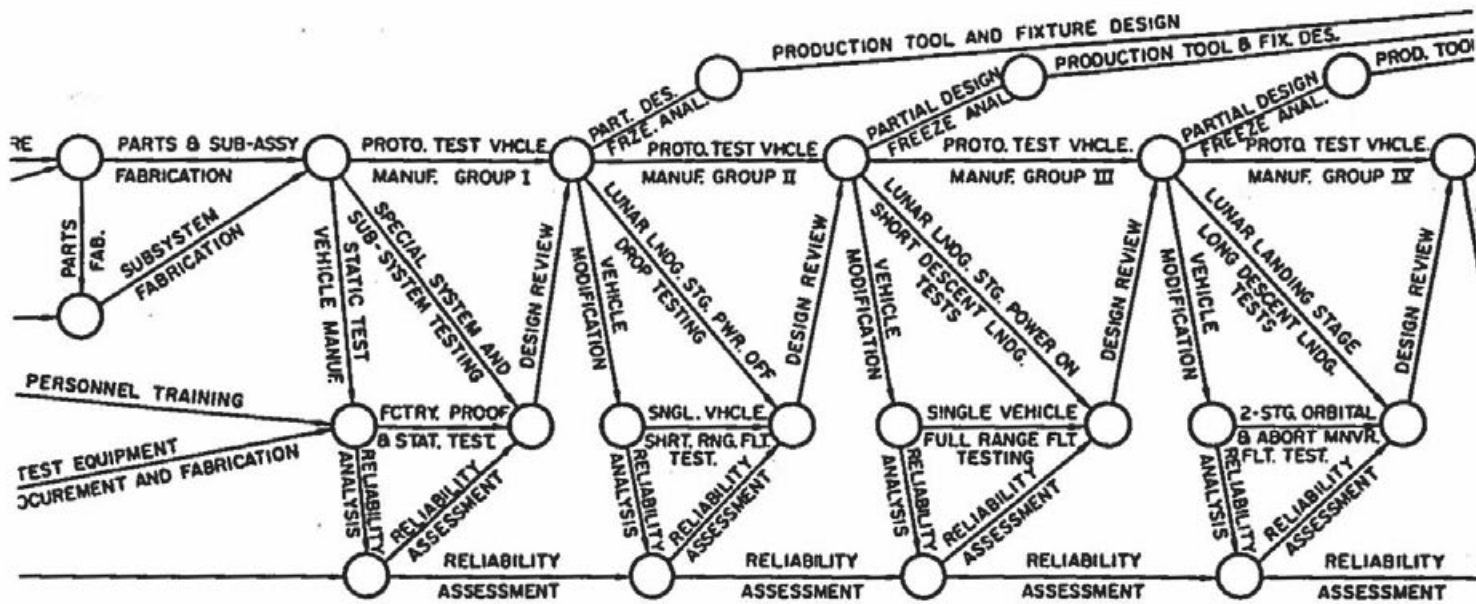 PRODUCTION TOOL AND FIXTURE DESIGN
PRODUCTION TOOL & FIX. DES.
PROD. TOOL
PART. DES.
FRZE. ANAL.
PARTIAL DESIGN
FREEZE ANAL.
PARTIAL DESIGN
FREEZE ANAL.
RE
PARTS & SUB-ASSY
FABRICATION
PROTO. TEST VHCLE
MANUF. GROUP I
PROTO. TEST VHCLE
MANUF. GROUP II
PROTO. TEST VHCLE.
MANUF. GROUP III
PROTO. TEST VHCLE.
MANUF. GROUP IV
PARTS
FAB.
SUBSYSTEM
FABRICATION
STATIC TEST
VEHICLE MANUF.
SPECIAL SYSTEM AND
SUB-SYSTEM TESTING
DESIGN REVIEW
VEHICLE
MODIFICATION
LUNAR LNDG. STG. PWR. OFF
DROP TESTING
DESIGN REVIEW
VEHICLE
MODIFICATION
LUNAR LNDG. STG. POWER ON
SHORT DESCENT LNDG.
TESTS
DESIGN REVIEW
VEHICLE
MODIFICATION
LUNAR LANDING STAGE
LONG DESCENT LNDG.
TESTS
DESIGN REVIEW
PERSONNEL TRAINING
TEST EQUIPMENT
OCUREMENT AND FABRICATION
FCTRY. PROOF
& STAT. TEST.
SNGL. VHCLE.
SHRT. RNG. FLT.
TEST.
SINGLE VEHICLE
FULL RANGE FLT.
TESTING
2-STG. ORBITAL
& ABORT MNVR.
FLT. TEST.
RELIABILITY
ANALYSIS
RELIABILITY
ASSESSMENT
RELIABILITY
ANALYSIS
RELIABILITY
ASSESSMENT
RELIABILITY
ANALYSIS
RELIABILITY
ASSESSMENT
RELIABILITY
ANALYSIS
RELIABILITY
ASSESSMENT
RELIABILITY
ASSESSMENT
RELIABILITY
ASSESSMENT
RELIABILITY
ASSESSMENT
RELIABILITY
ASSESSMENT